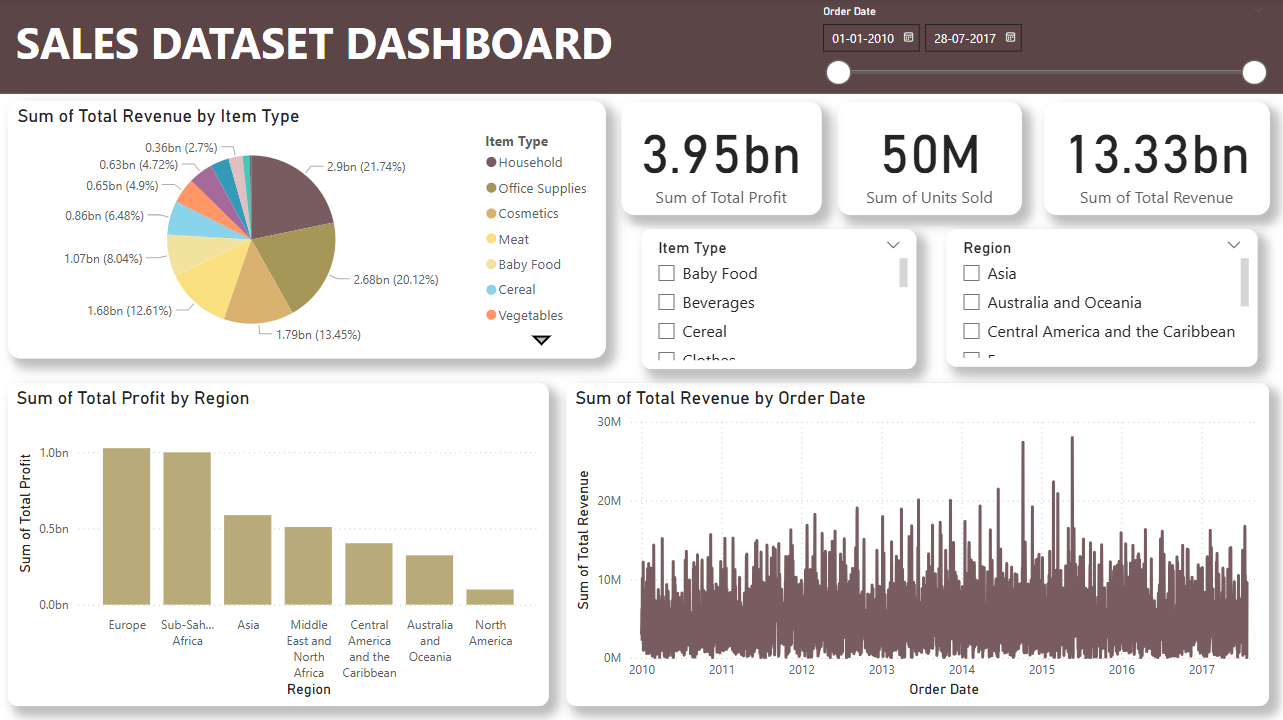 SALES DATASET DASHBOARD
Order Date
01-01-2010
28-07-2017
Sum of Total Revenue by Item Type
0.36bn (2.7%)
0.63bn (4.72%)
0.65bn (4.9%)
0.86bn (6.48%)
1.07bn (8.04%)
1.68bn (12.61%)
2.9bn (21.74%)
2.68bn (20.12%)
1.79bn (13.45%)
Item Type
Household
Office Supplies
Cosmetics
Meat
Baby Food
Cereal
Vegetables
3.95bn
Sum of Total Profit
50M
Sum of Units Sold
13.33bn
Sum of Total Revenue
Item Type
Baby Food
Beverages
Cereal
Clothes
Region
Asia
Australia and Oceania
Central America and the Caribbean
Sum of Total Profit by Region
Sum of Total Profit
1.0bn
0.5bn
0.0bn
Europe
Sub-Sah...
Africa
Asia
Middle
East and
North
Africa
Central
America
and the
Caribbean
Australia
and
Oceania
North
America
Region
Sum of Total Revenue by Order Date
Sum of Total Revenue
30M
20M
10M
0M
2010
2011
2012
2013
2014
2015
2016
2017
Order Date